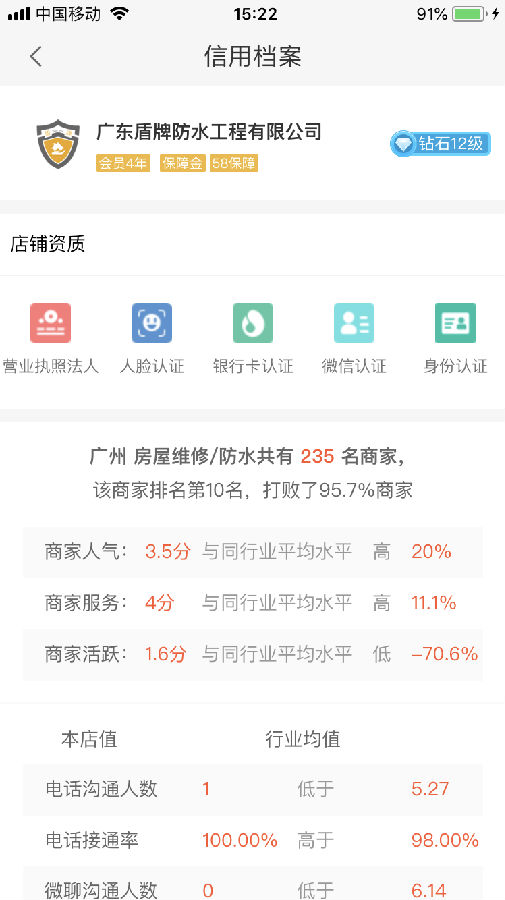 中国移动 15:22 91%
信用档案
广东盾牌防水工程有限公司
会员4年 保障金 58保障 钻石12级
店铺资质
营业执照法人 人脸认证 银行卡认证 微信认证 身份认证
广州 房屋维修/防水共有 235 名商家，
该商家排名第10名，打败了95.7%商家
商家人气： 3.5分 与同行业平均水平 高 20%
商家服务： 4分 与同行业平均水平 高 11.1%
商家活跃： 1.6分 与同行业平均水平 低 -70.6%
本店值 行业均值
电话沟通人数 1 低于 5.27
电话接通率 100.00% 高于 98.00%
微聊沟通人数 0 低于 6.14